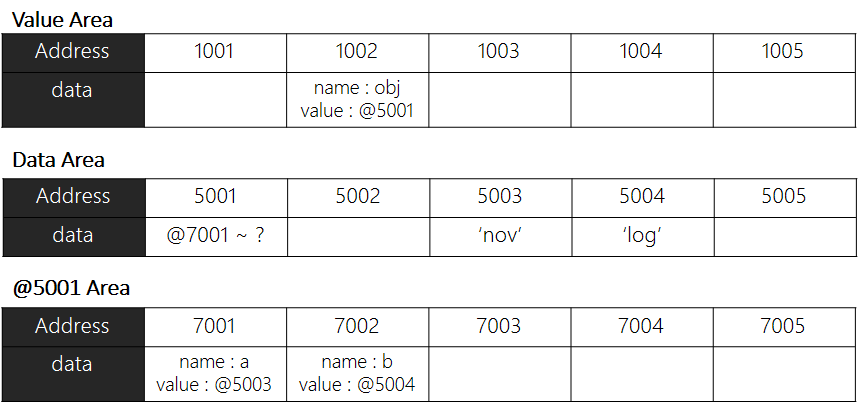 Value Area
Address 1001 1002 1003 1004 1005
data name : obj
value : @5001
Data Area
Address 5001 5002 5003 5004 5005
data @7001 ~ ? ‘nov’ ‘log’
@5001 Area
Address 7001 7002 7003 7004 7005
data name : a name : b
value : @5003 value : @5004